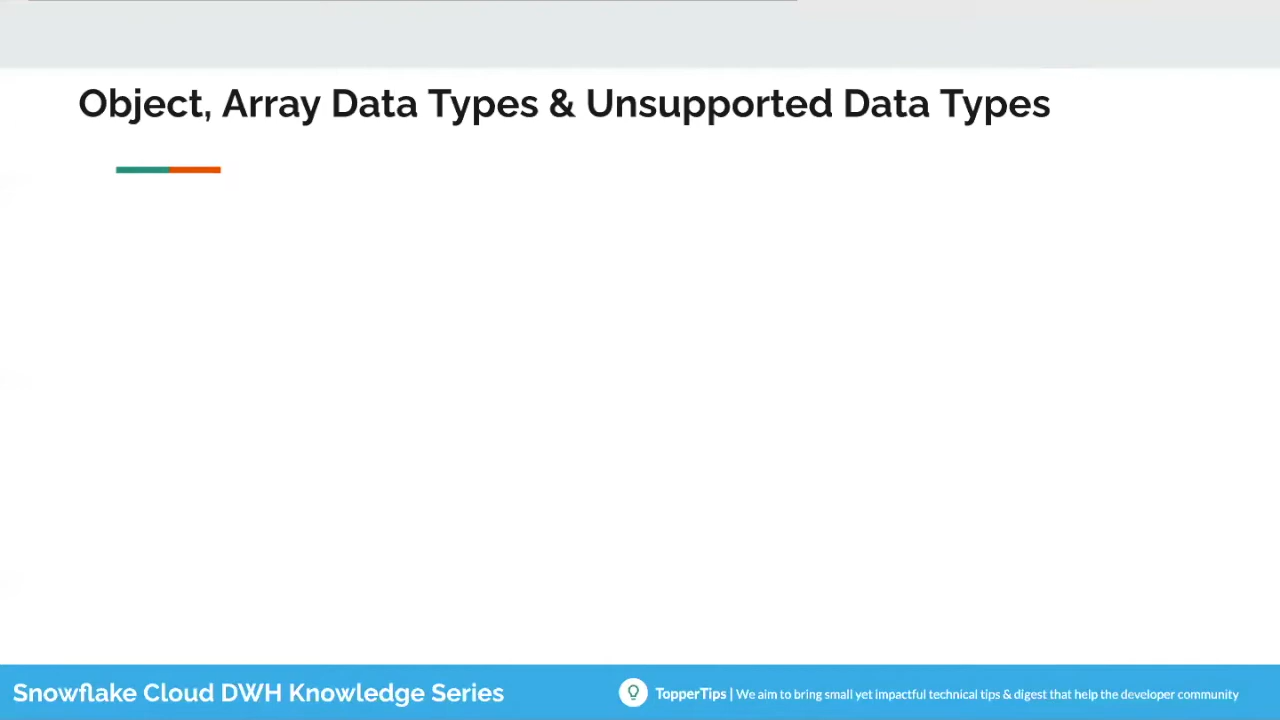 Object, Array Data Types & Unsupported Data Types
Snowflake Cloud DWH Knowledge Series
TopperTips | We aim to bring small yet impactful technical tips & digest that help the developer community